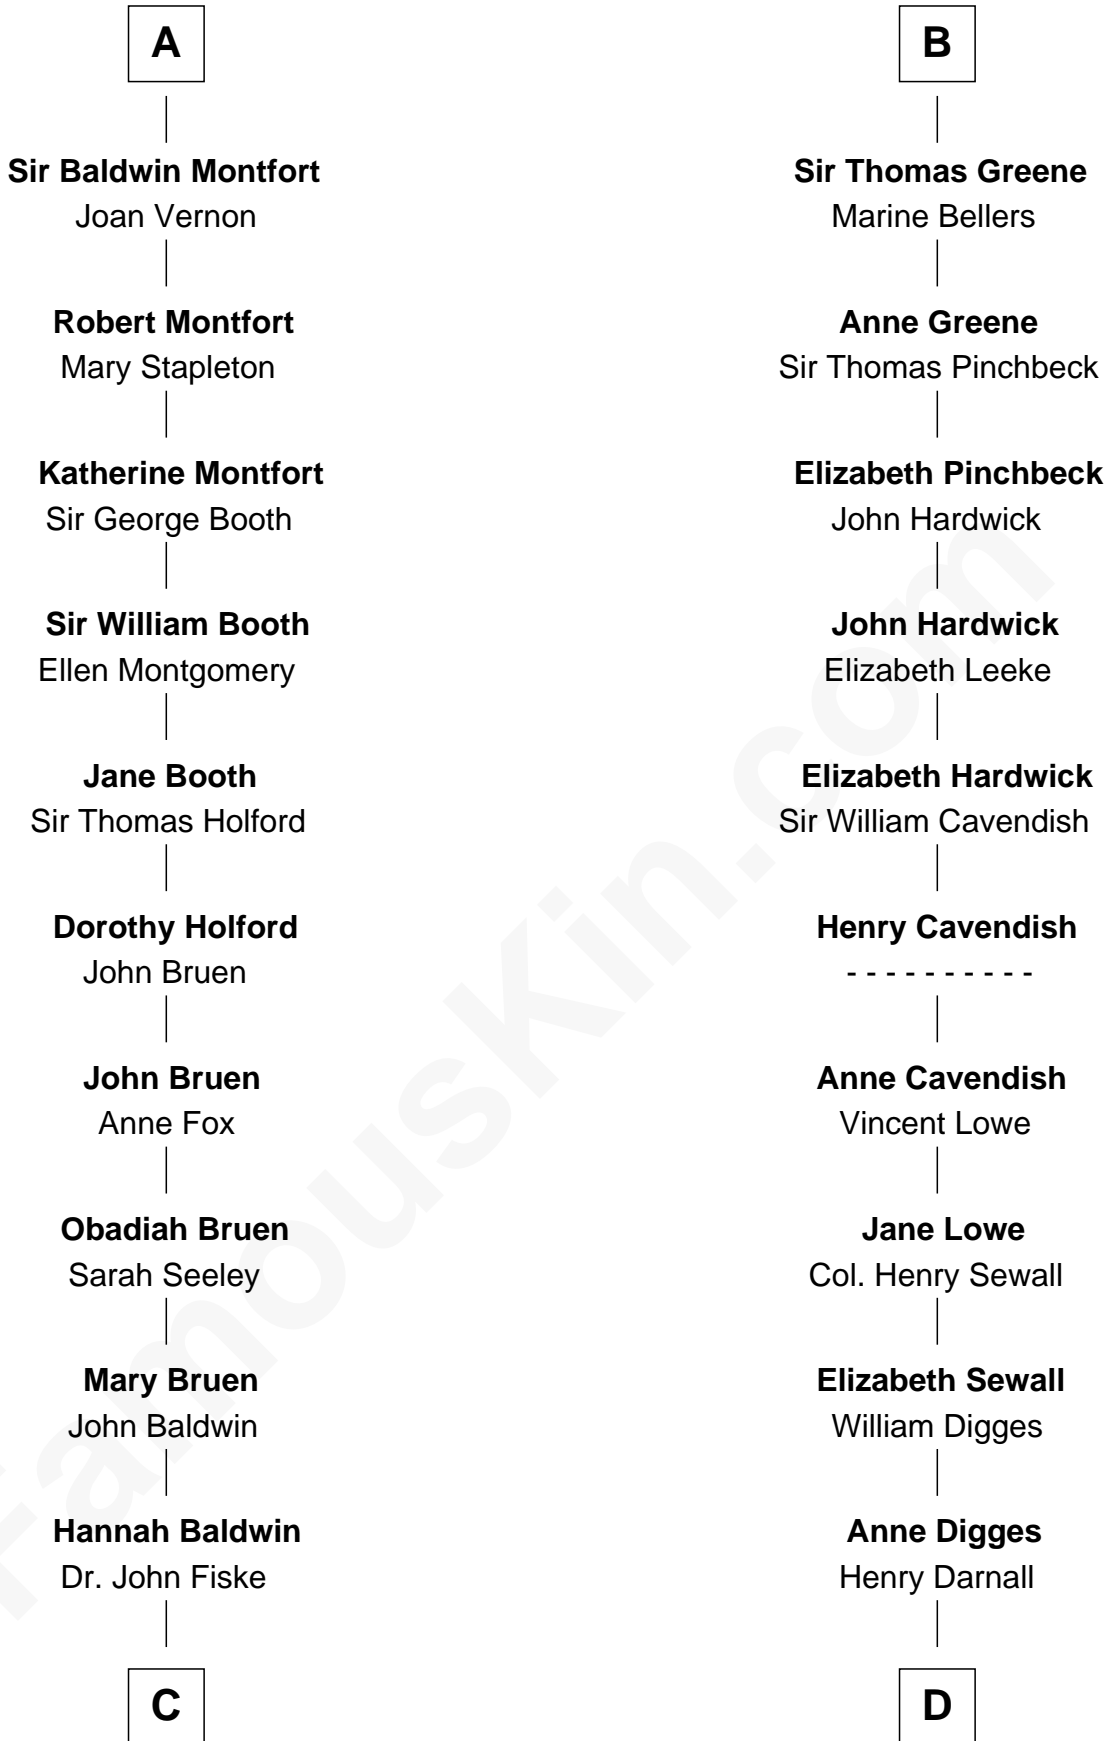 A
Sir Baldwin Montfort
Joan Vernon
Robert Montfort
Mary Stapleton
Katherine Montfort
Sir George Booth
Sir William Booth
Ellen Montgomery
Jane Booth
Sir Thomas Holford
Dorothy Holford
John Bruen
John Bruen
Anne Fox
Obadiah Bruen
Sarah Seeley
Mary Bruen
John Baldwin
Hannah Baldwin
Dr. John Fiske
C
B
Sir Thomas Greene
Marine Bellers
Anne Greene
Sir Thomas Pinchbeck
Elizabeth Pinchbeck
John Hardwick
John Hardwick
Elizabeth Leeke
Elizabeth Hardwick
Sir William Cavendish
Henry Cavendish
- - - - - - - - - -
Anne Cavendish
Vincent Lowe
Jane Lowe
Col. Henry Sewall
Elizabeth Sewall
William Digges
Anne Digges
Henry Darnall
D
FamousKin.com